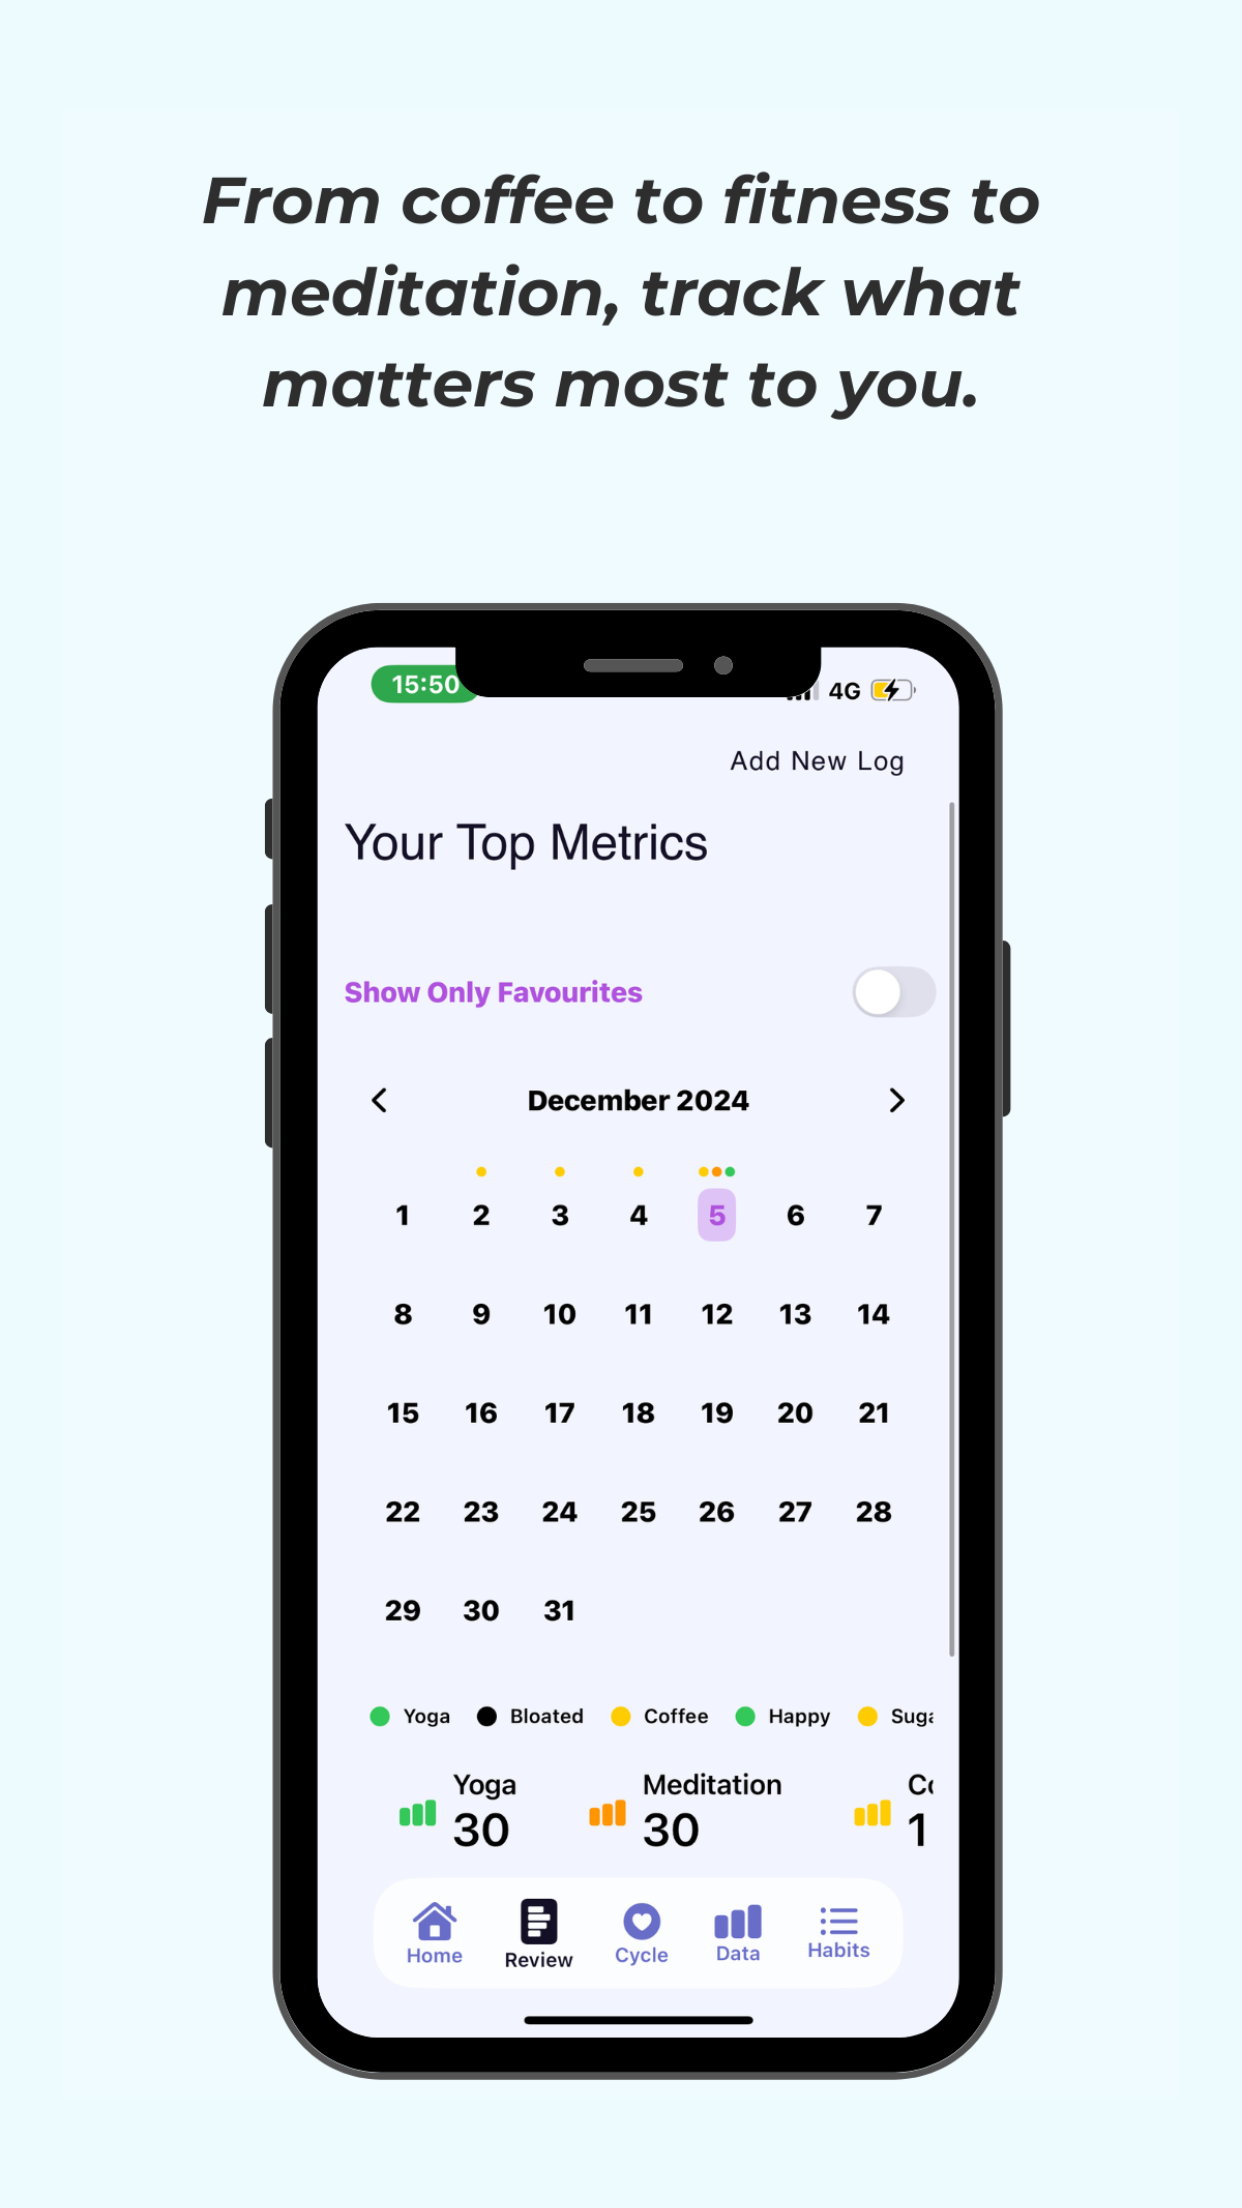 From coffee to fitness to
meditation, track what
matters most to you.
15:50
4G
Add New Log
Your Top Metrics
Show Only Favourites
December 2024
1 2 3 4 5 6 7
8 9 10 11 12 13 14
15 16 17 18 19 20 21
22 23 24 25 26 27 28
29 30 31
Yoga Bloated Coffee Happy
Yoga Meditation
30 30 1
Home Review Cycle Data Habits